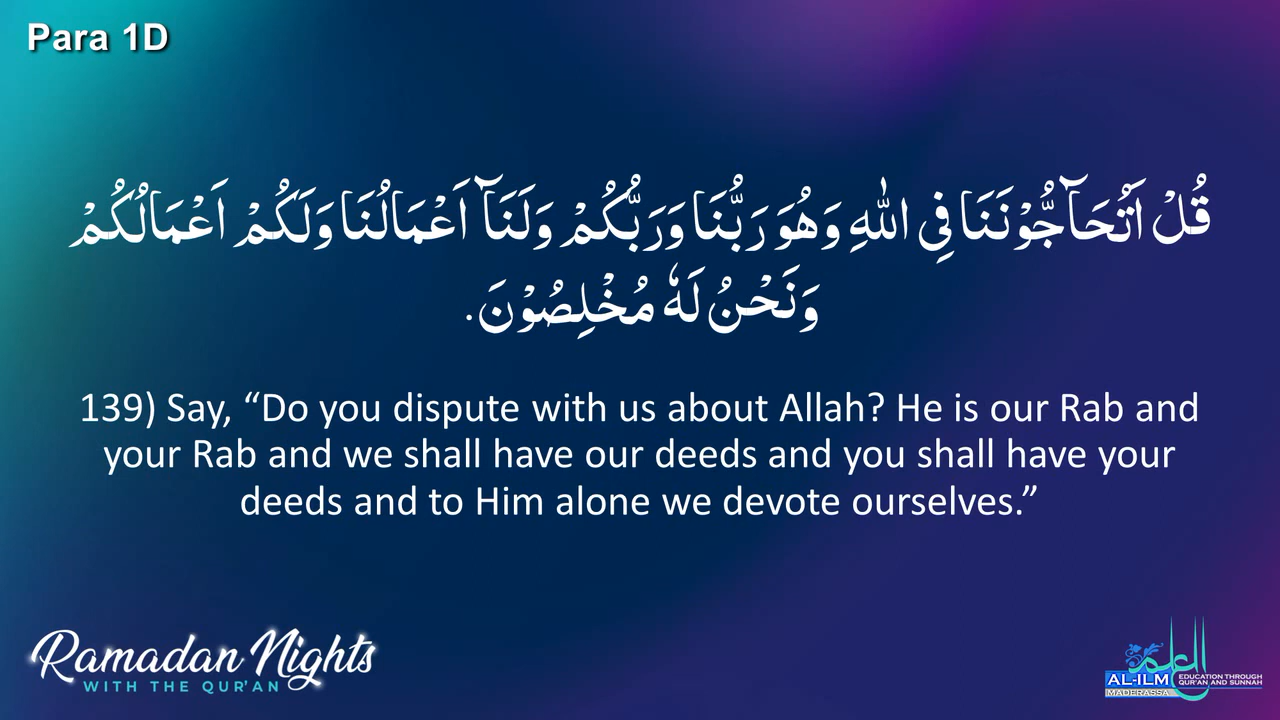 Para 1D
قُلْ اَتُحَآجُّوْنَنَا فِي اللّٰهِ وَهُوَ رَبُّنَا وَرَبُّكُمْ وَلَنَآ اَعْمَالُنَا وَلَكُمْ اَعْمَالُكُمْ
وَنَحْنُ لَهٗ مُخْلِصُوْنَ.
139) Say, “Do you dispute with us about Allah? He is our Rab and
your Rab and we shall have our deeds and you shall have your
deeds and to Him alone we devote ourselves.”
Ramadan Nights
WITH THE QUR’AN
العلم
AL-ILM
MADERASSA
EDUCATION THROUGH
QUR'AN AND SUNNAH